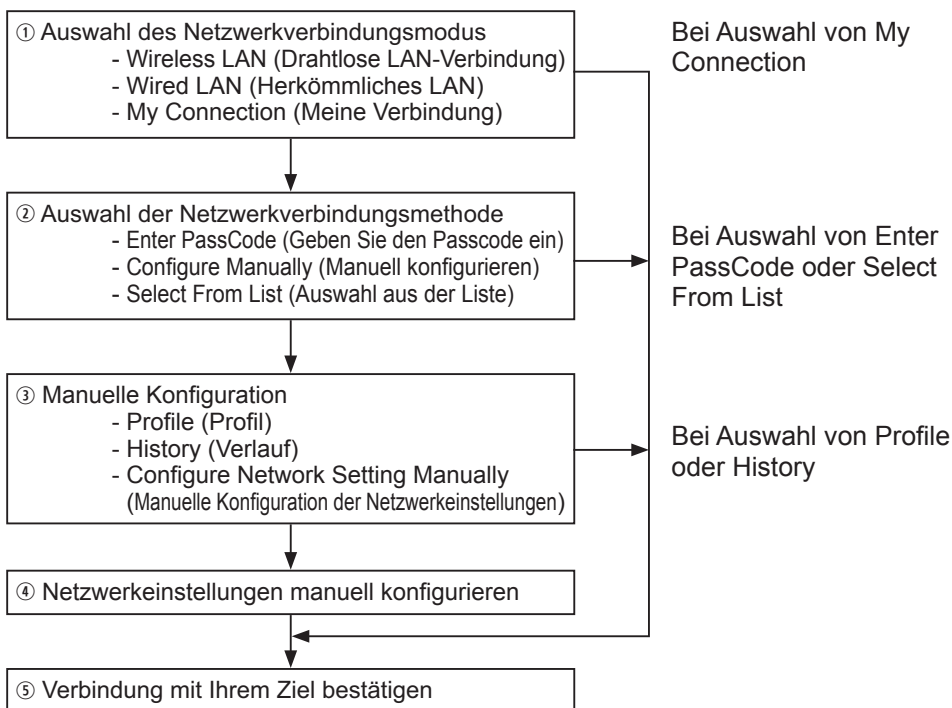 ① Auswahl des Netzwerkverbindungsmodus
- Wireless LAN (Drahtlose LAN-Verbindung)
- Wired LAN (Herkömmliches LAN)
- My Connection (Meine Verbindung)
Bei Auswahl von My
Connection
② Auswahl der Netzwerkverbindungsmethode
- Enter PassCode (Geben Sie den Passcode ein)
- Configure Manually (Manuell konfigurieren)
- Select From List (Auswahl aus der Liste)
Bei Auswahl von Enter
PassCode oder Select
From List
③ Manuelle Konfiguration
- Profile (Profil)
- History (Verlauf)
- Configure Network Setting Manually
(Manuelle Konfiguration der Netzwerkeinstellungen)
Bei Auswahl von Profile
oder History
④ Netzwerkeinstellungen manuell konfigurieren
⑤ Verbindung mit Ihrem Ziel bestätigen